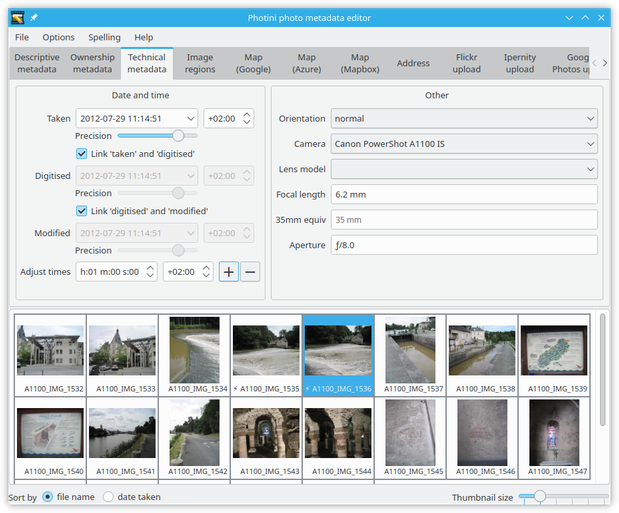 Photini photo metadata editor
File Options Spelling Help
Descriptive metadata
Ownership metadata
Technical metadata
Image regions
Map (Google)
Map (Azure)
Map (Mapbox)
Address
Flickr upload
Ipernity upload
Goog
Photos up
Date and time
Taken 2012-07-29 11:14:51 +02:00
Precision
Link 'taken' and 'digitised'
Digitised 2012-07-29 11:14:51 +02:00
Precision
Link 'digitised' and 'modified'
Modified 2012-07-29 11:14:51 +02:00
Precision
Adjust times h:01 m:00 s:00 +02:00 + −
Other
Orientation normal
Camera Canon PowerShot A1100 IS
Lens model
Focal length 6.2 mm
35mm equiv 35 mm
Aperture ƒ/8.0
A1100_IMG_1532 A1100_IMG_1533 A1100_IMG_1534 ⚡ A1100_IMG_1535 ⚡ A1100_IMG_1536 A1100_IMG_1537 A1100_IMG_1538 A1100_IMG_1539
A1100_IMG_1540 A1100_IMG_1541 A1100_IMG_1542 A1100_IMG_1543 A1100_IMG_1544 A1100_IMG_1545 A1100_IMG_1546 A1100_IMG_1547
Sort by file name date taken Thumbnail size